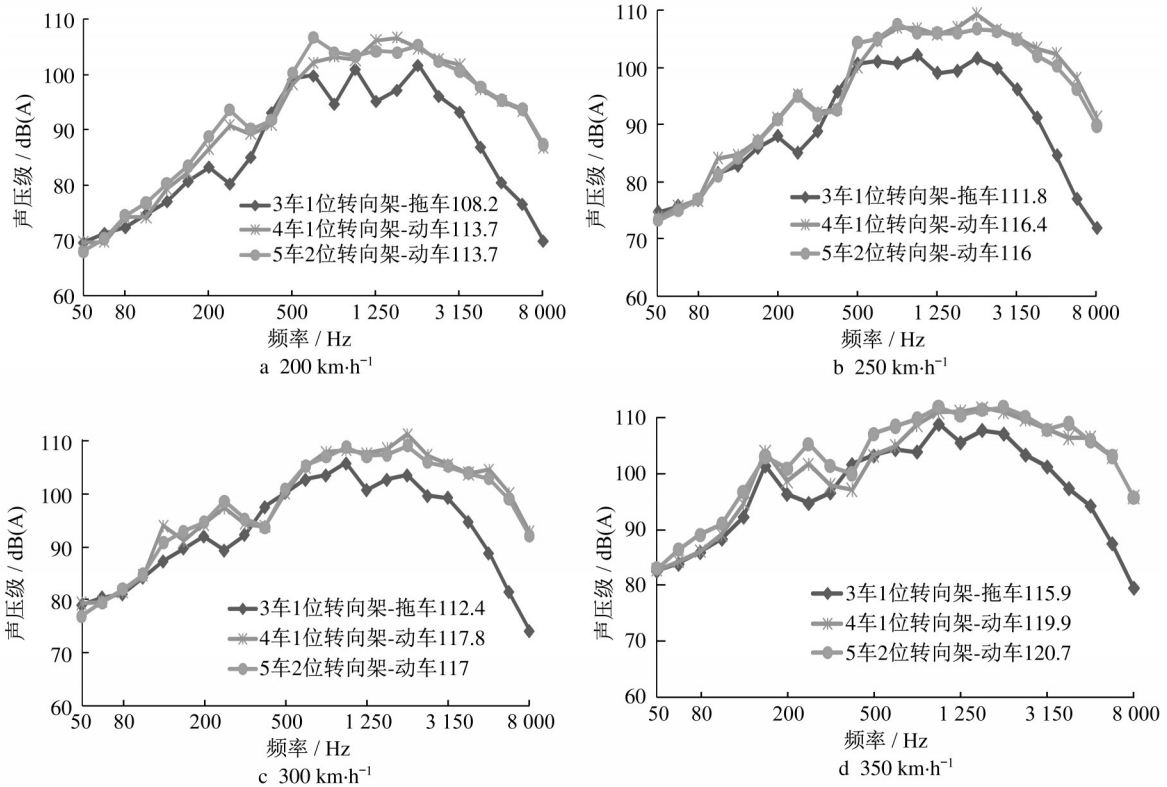 110
100
90
80
70
60
声压级 / dB(A)
3车1位转向架-拖车108.2
4车1位转向架-动车113.7
5车2位转向架-动车113.7
50 80 200 500 1 250 3 150 8 000
频率 / Hz
a 200 km·h⁻¹
110
100
90
80
70
60
声压级 / dB(A)
3车1位转向架-拖车111.8
4车1位转向架-动车116.4
5车2位转向架-动车116
50 80 200 500 1 250 3 150 8 000
频率 / Hz
b 250 km·h⁻¹
110
100
90
80
70
60
声压级 / dB(A)
3车1位转向架-拖车112.4
4车1位转向架-动车117.8
5车2位转向架-动车117
50 80 200 500 1 250 3 150 8 000
频率 / Hz
c 300 km·h⁻¹
110
100
90
80
70
60
声压级 / dB(A)
3车1位转向架-拖车115.9
4车1位转向架-动车119.9
5车2位转向架-动车120.7
50 80 200 500 1 250 3 150 8 000
频率 / Hz
d 350 km·h⁻¹